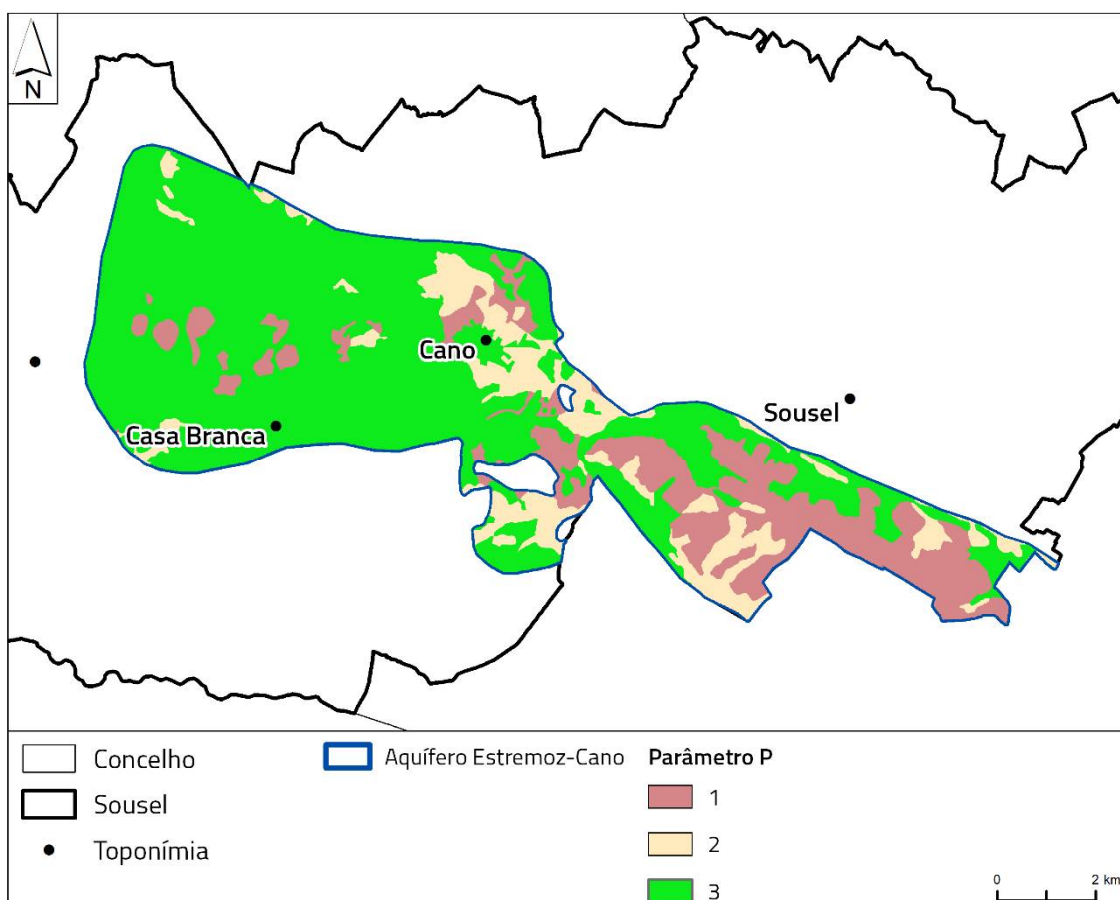 N
Cano
Sousel
Casa Branca
Concelho
Sousel
Toponímia
Aquífero Estremoz-Cano
Parâmetro P
1
2
3
0 2 km